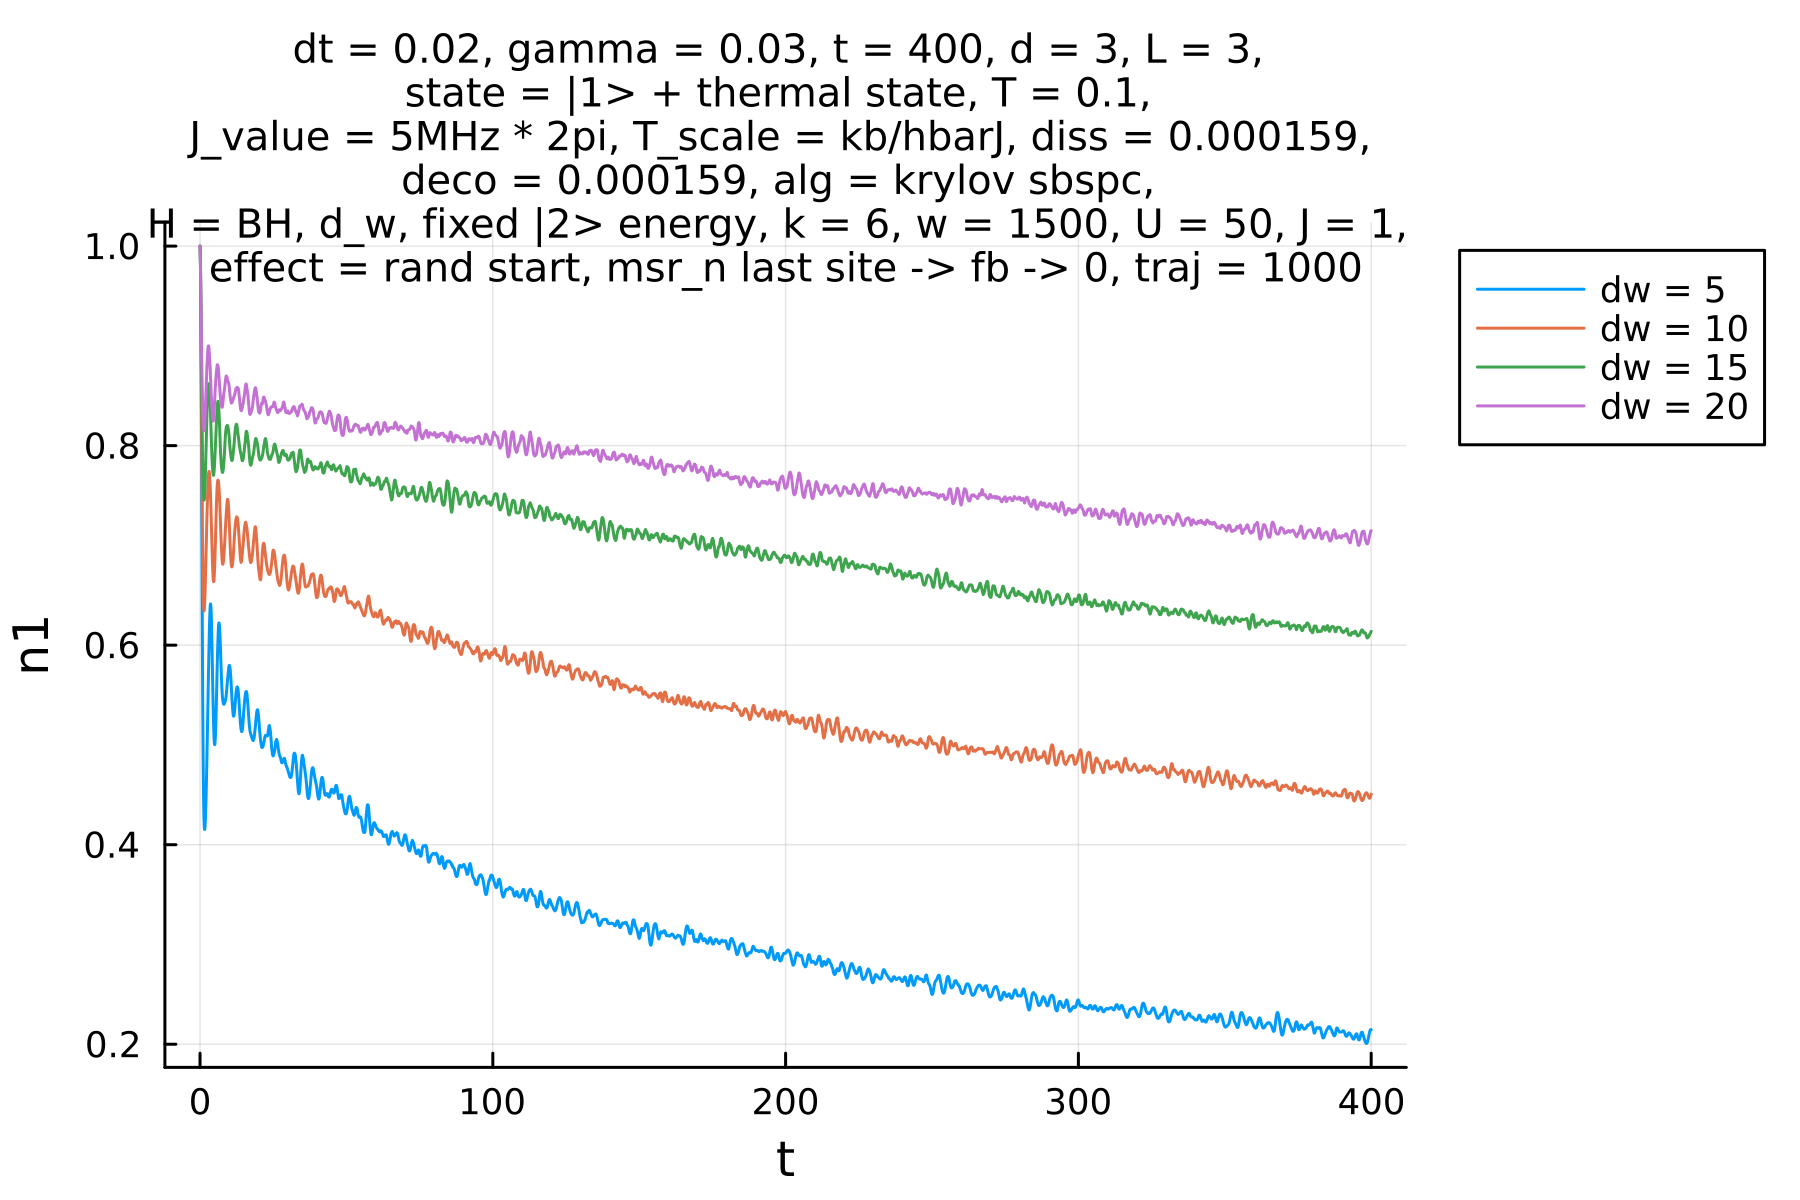 dt = 0.02, gamma = 0.03, t = 400, d = 3, L = 3,
state = |1> + thermal state, T = 0.1,
J_value = 5MHz * 2pi, T_scale = kb/hbarJ, diss = 0.000159,
deco = 0.000159, alg = krylov sbspc,
H = BH, d_w, fixed |2> energy, k = 6, w = 1500, U = 50, J = 1,
effect = rand start, msr_n last site -> fb -> 0, traj = 1000
1.0
0.8
0.6
0.4
0.2
n1
0 100 200 300 400
t
dw = 5
dw = 10
dw = 15
dw = 20